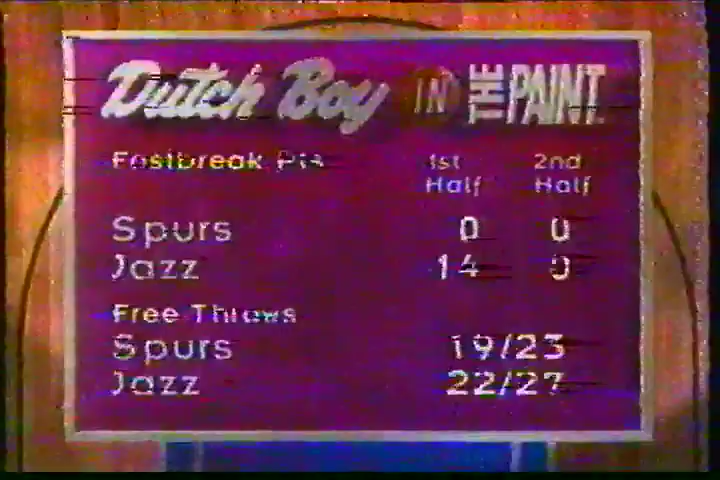 Dutch Boy IN THE PAINT.
Fastbreak Pts 1st Half 2nd Half
Spurs 0 0
Jazz 14 0
Free Throws
Spurs 19/23
Jazz 22/27